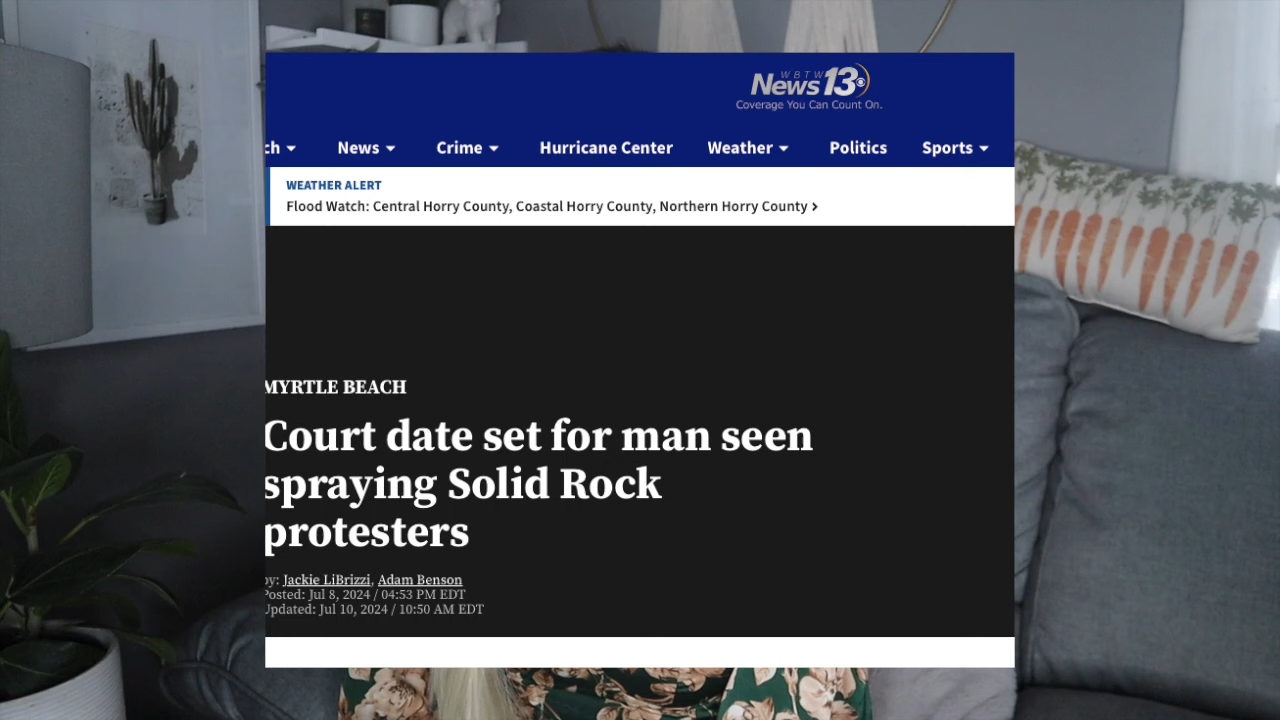 WBTW
News 13
Coverage You Can Count On.
ch News Crime Hurricane Center Weather Politics Sports
WEATHER ALERT
Flood Watch: Central Horry County, Coastal Horry County, Northern Horry County
MYRTLE BEACH
Court date set for man seen
spraying Solid Rock
protesters
by: Jackie LiBrizzi, Adam Benson
Posted: Jul 8, 2024 / 04:53 PM EDT
Updated: Jul 10, 2024 / 10:50 AM EDT